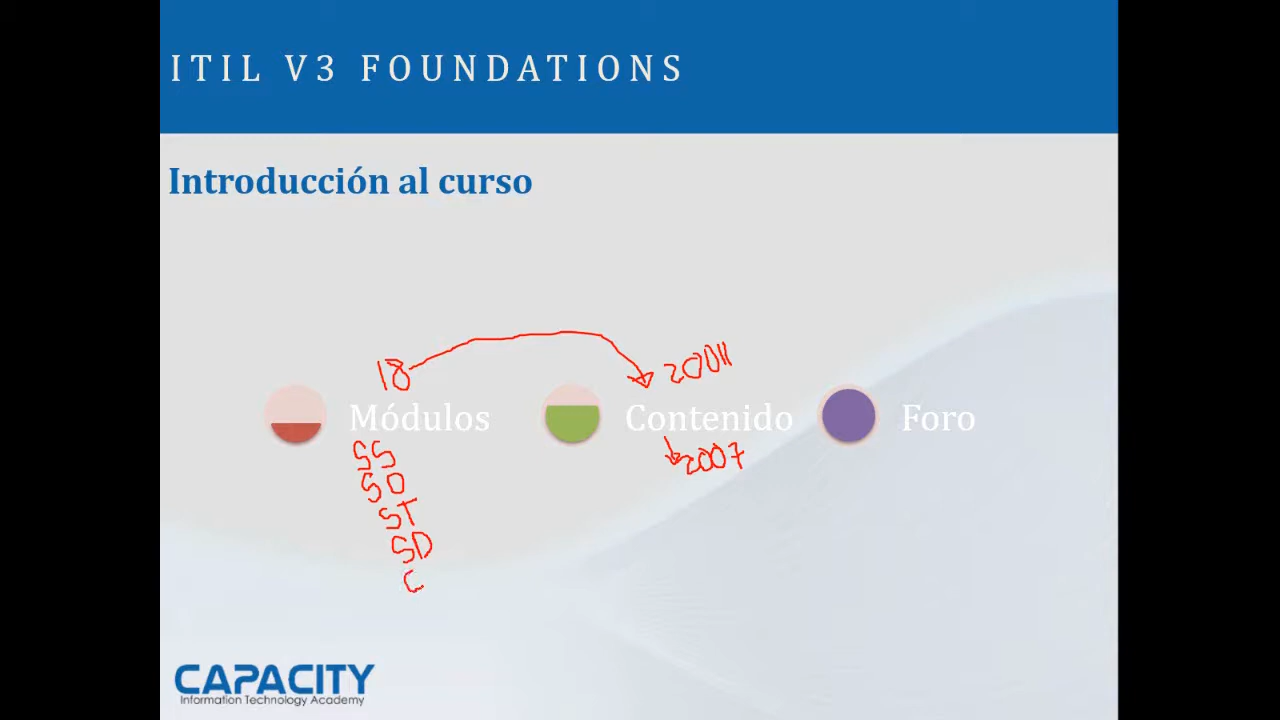 ITIL V3 FOUNDATIONS
Introducción al curso
18
20011
Módulos
Contenido
Foro
SS
2007
SO
ST
SD
C
CAPACITY
Information Technology Academy